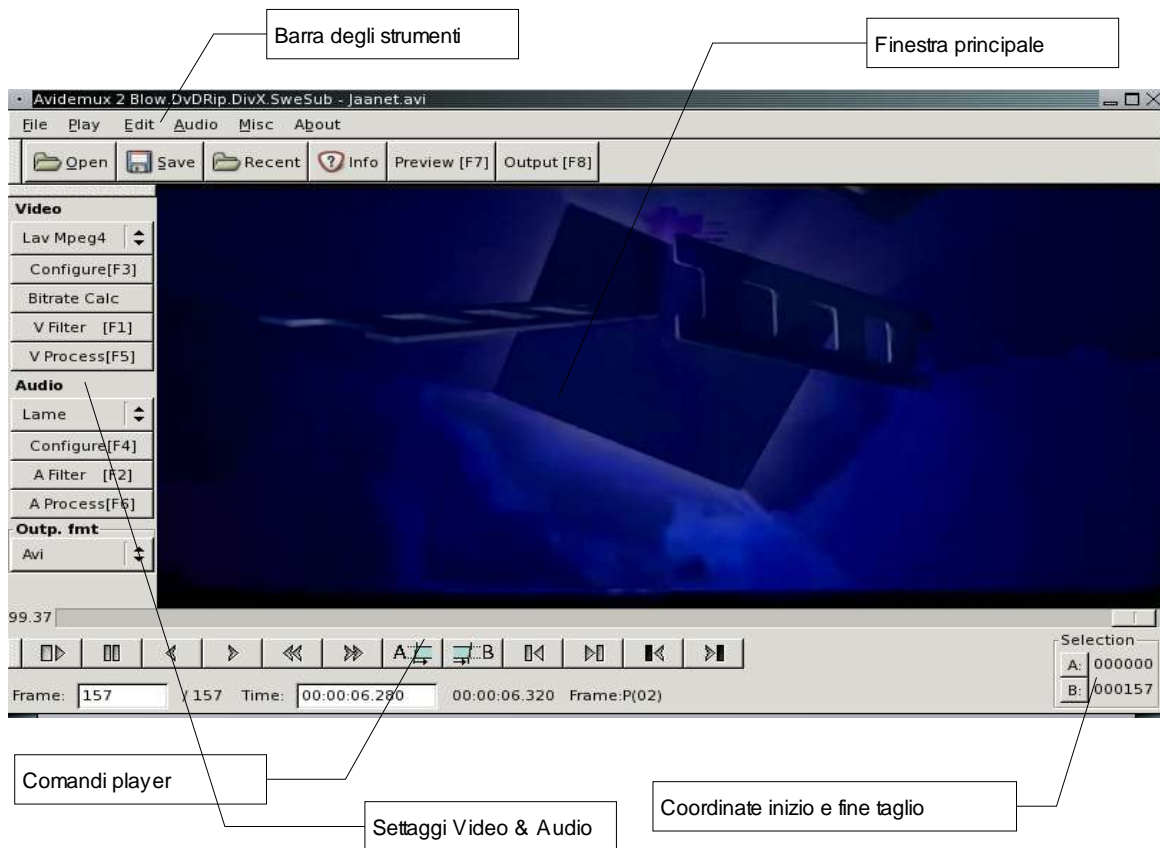 Barra degli strumenti
Finestra principale
Avidemux 2 Blow.DvDRip.DivX.SweSub - Jaanet.avi
File Play Edit Audio Misc About
Open Save Recent Info Preview [F7] Output [F8]
Video
Lav Mpeg4
Configure[F3]
Bitrate Calc
V Filter [F1]
V Process[F5]
Audio
Lame
Configure[F4]
A Filter [F2]
A Process[F6]
Outp. fmt
Avi
99.37
A B
Selection
A: 000000
B: 000157
Frame: 157 / 157 Time: 00:00:06.280 00:00:06.320 Frame:P(02)
Comandi player
Settaggi Video & Audio
Coordinate inizio e fine taglio